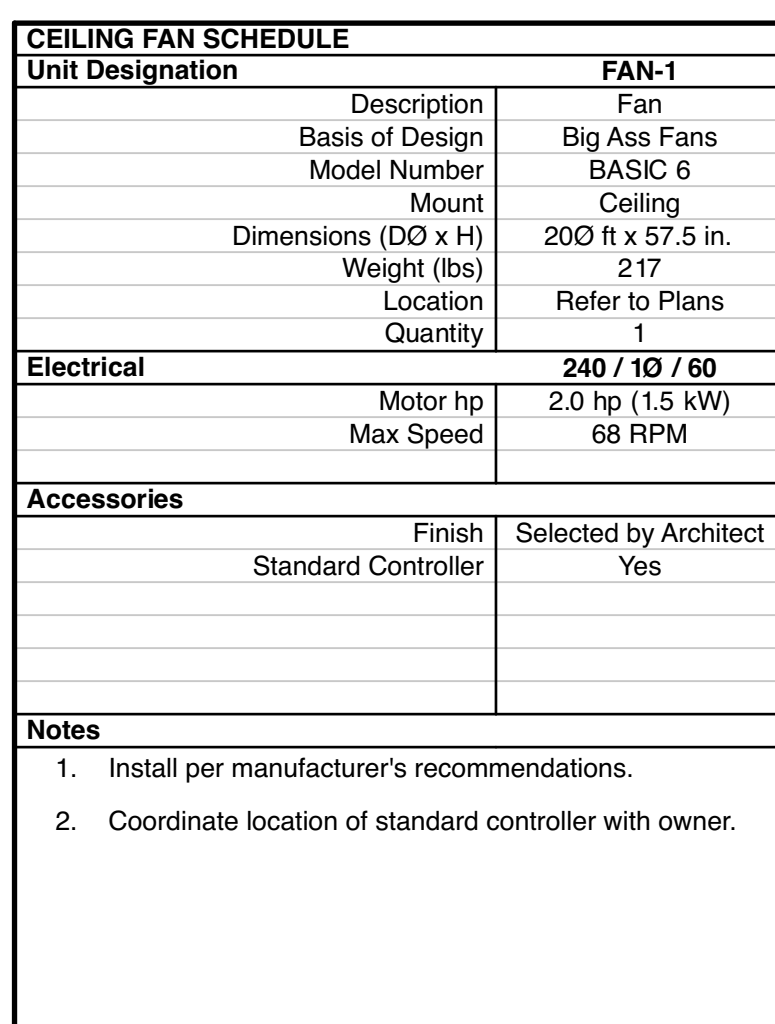 CEILING FAN SCHEDULE
Unit Designation FAN-1
Description Fan
Basis of Design Big Ass Fans
Model Number BASIC 6
Mount Ceiling
Dimensions (DØ x H) 20Ø ft x 57.5 in.
Weight (lbs) 217
Location Refer to Plans
Quantity 1
Electrical 240 / 1Ø / 60
Motor hp 2.0 hp (1.5 kW)
Max Speed 68 RPM
Accessories
Finish Selected by Architect
Standard Controller Yes
Notes
1. Install per manufacturer's recommendations.
2. Coordinate location of standard controller with owner.